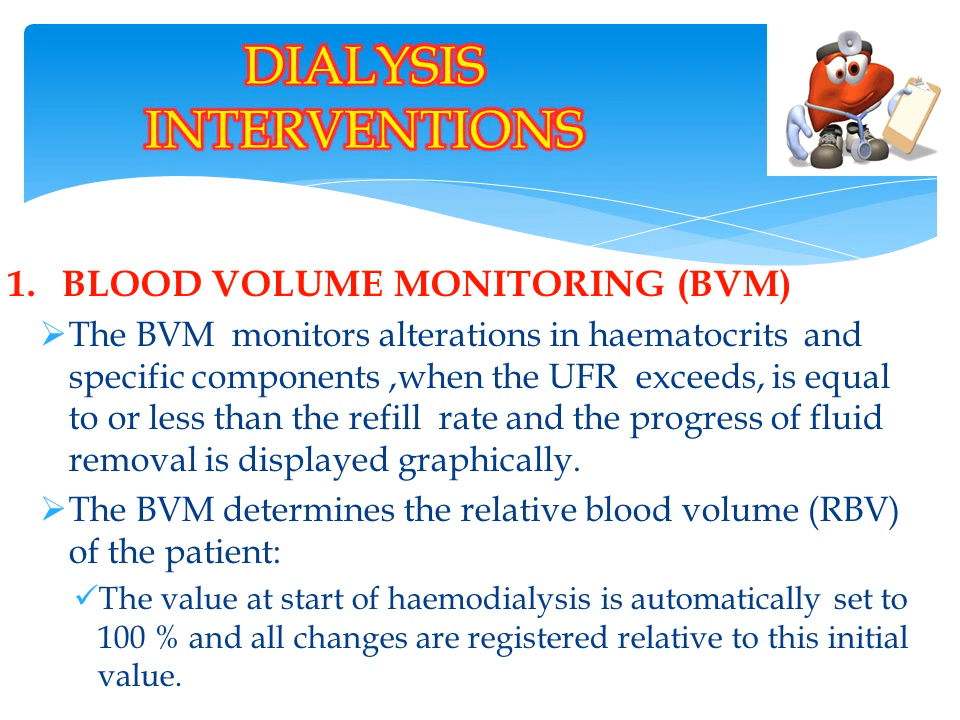 DIALYSIS
INTERVENTIONS
1. BLOOD VOLUME MONITORING (BVM)
The BVM monitors alterations in haematocrits and
specific components ,when the UFR exceeds, is equal
to or less than the refill rate and the progress of fluid
removal is displayed graphically.
The BVM determines the relative blood volume (RBV)
of the patient:
The value at start of haemodialysis is automatically set to
100 % and all changes are registered relative to this initial
value.